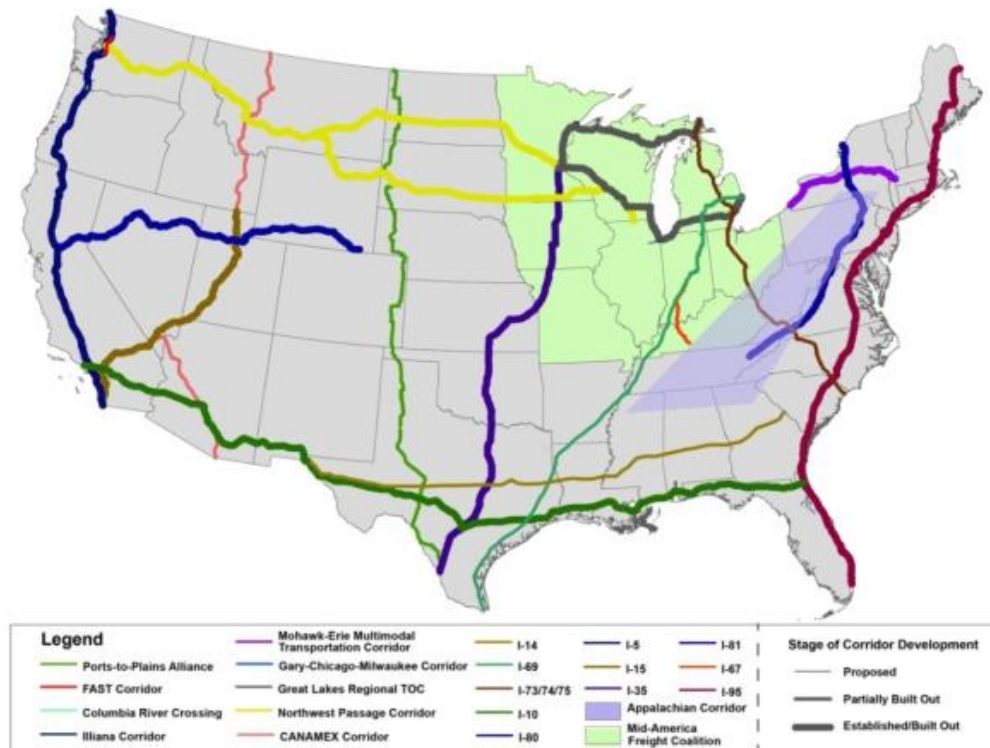 Legend
Ports-to-Plains Alliance
FAST Corridor
Columbia River Crossing
Illiana Corridor
Mohawk-Erie Multimodal
Transportation Corridor
Gary-Chicago-Milwaukee Corridor
Great Lakes Regional TOC
Northwest Passage Corridor
CANAMEX Corridor
I-14
I-69
I-73/74/75
I-10
I-80
I-5
I-15
I-35
Appalachian Corridor
Mid-America
Freight Coalition
I-81
I-67
I-95
Stage of Corridor Development
Proposed
Partially Built Out
Established/Built Out